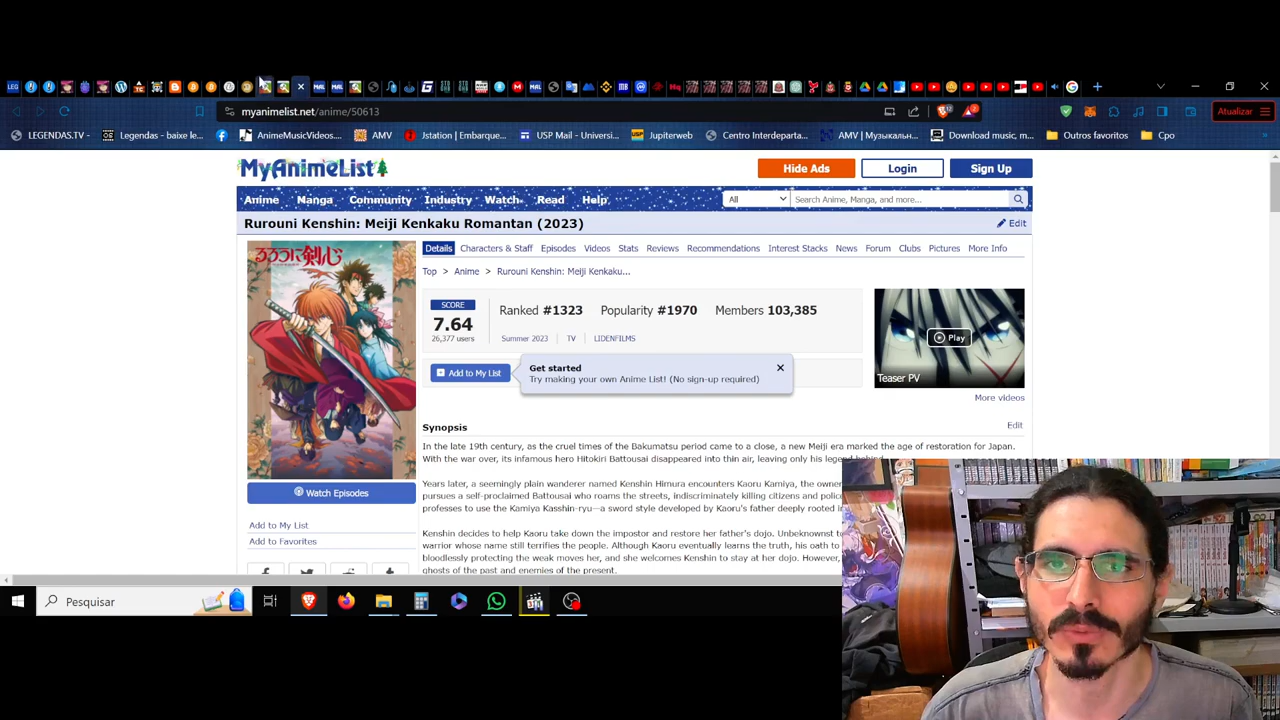 myanimelist.net/anime/50613
Atualizar
LEGENDAS.TV -
Legendas - baixe le...
AnimeMusicVideos....
AMV
Jstation | Embarque...
USP Mail - Universi...
Jupiterweb
Centro Interdeparta...
AMV | Музыкальн...
Download music, m...
Outros favoritos
Cpo
MyAnimeList
Hide Ads
Login
Sign Up
Anime
Manga
Community
Industry
Watch
Read
Help
All
Search Anime, Manga, and more...
Rurouni Kenshin: Meiji Kenkaku Romantan (2023)
Edit
るろうに剣心
Details
Characters & Staff
Episodes
Videos
Stats
Reviews
Recommendations
Interest Stacks
News
Forum
Clubs
Pictures
More Info
Top > Anime > Rurouni Kenshin: Meiji Kenkaku...
SCORE
7.64
26,377 users
Ranked #1323
Popularity #1970
Members 103,385
Summer 2023
TV
LIDENFILMS
Play
Teaser PV
More videos
Add to My List
Get started
Try making your own Anime List! (No sign-up required)
Synopsis
Edit
In the late 19th century, as the cruel times of the Bakumatsu period came to a close, a new Meiji era marked the age of restoration for Japan.
With the war over, its infamous hero Hitokiri Battousai disappeared into thin air, leaving only his legend behind.
Years later, a seemingly plain wanderer named Kenshin Himura encounters Kaoru Kamiya, the owner
pursues a self-proclaimed Battousai who roams the streets, indiscriminately killing citizens and
professes to use the Kamiya Kasshin-ryu—a sword style developed by Kaoru's father deeply rooted
Kenshin decides to help Kaoru take down the impostor and restore her father's dojo. Unbeknownst
warrior whose name still terrifies the people. Although Kaoru eventually learns the truth, his oath to
bloodlessly protecting the weak moves her, and she welcomes Kenshin to stay at her dojo. However,
ghosts of the past and enemies of the present.
Watch Episodes
Add to My List
Add to Favorites
Pesquisar